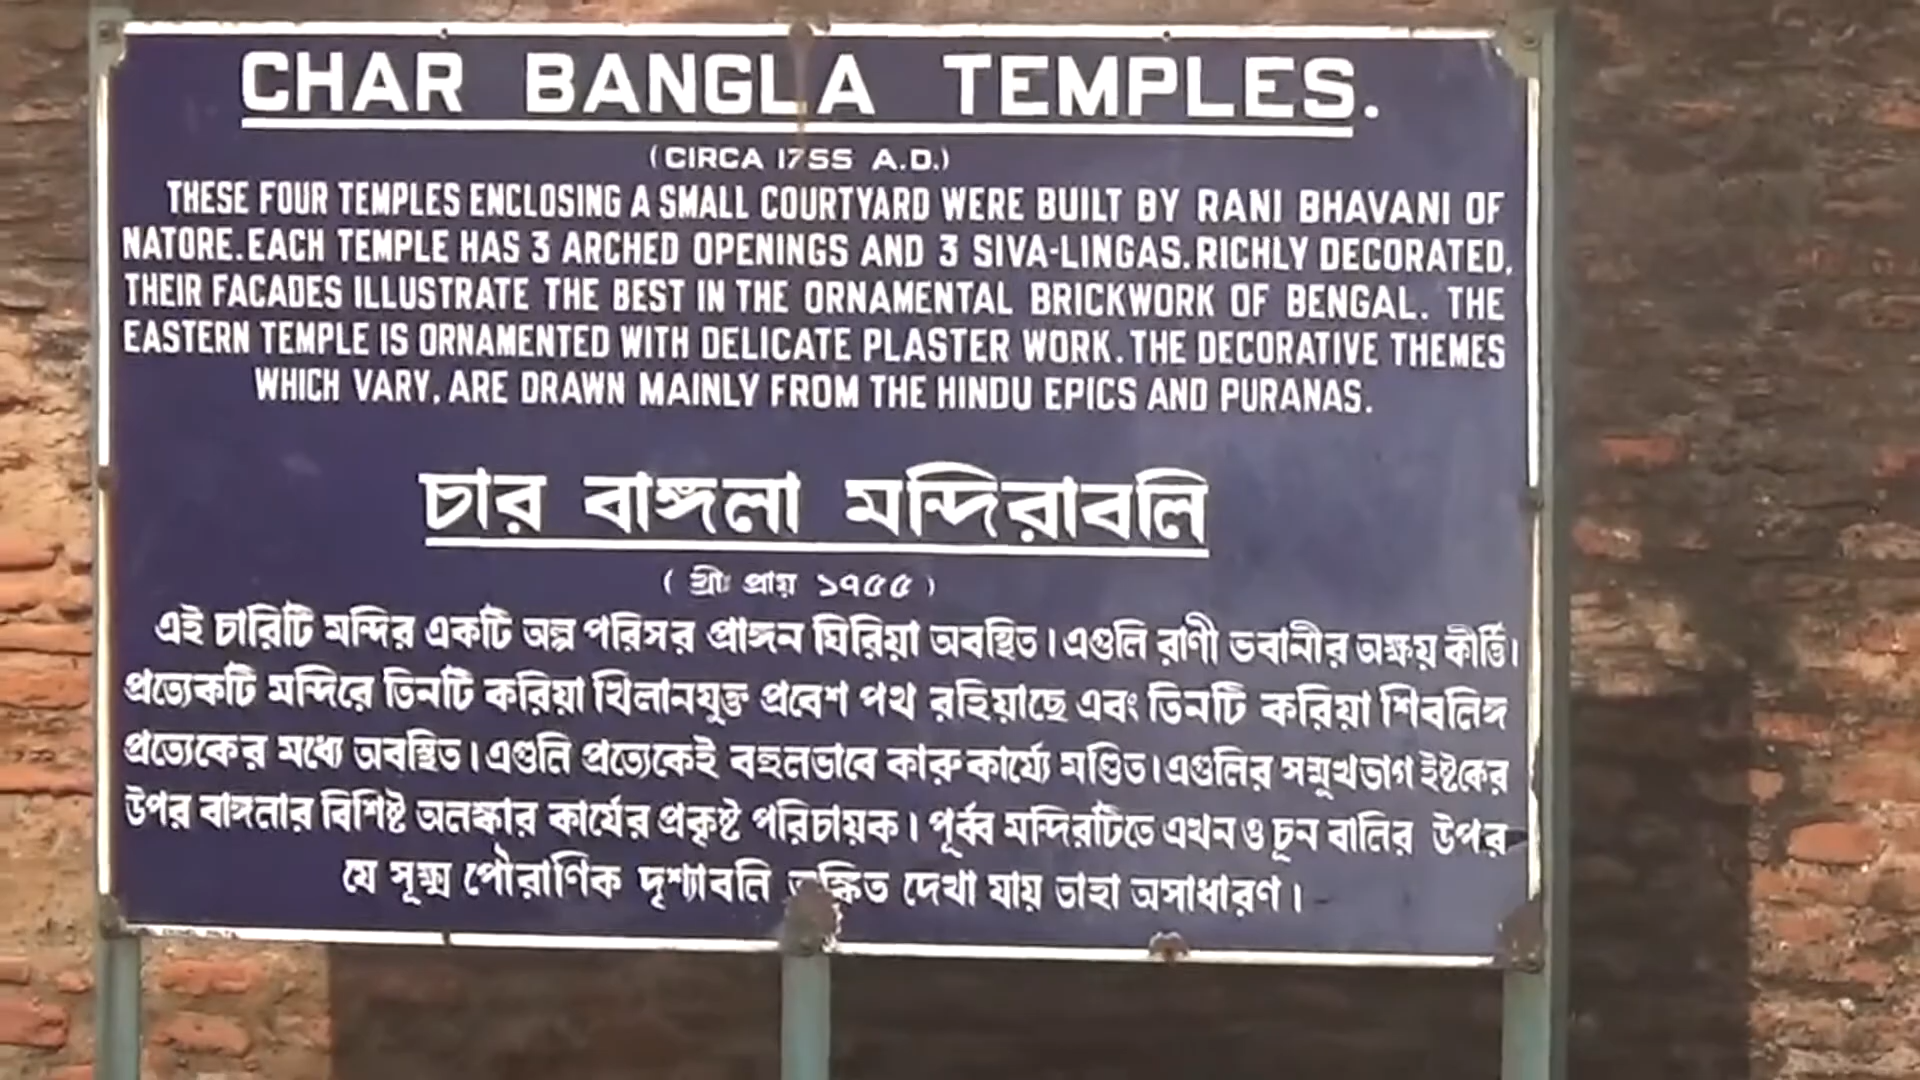 CHAR BANGLA TEMPLES.
(CIRCA 1755 A.D.)
THESE FOUR TEMPLES ENCLOSING A SMALL COURTYARD WERE BUILT BY RANI BHAVANI OF
NATORE. EACH TEMPLE HAS 3 ARCHED OPENINGS AND 3 SIVA-LINGAS. RICHLY DECORATED,
THEIR FACADES ILLUSTRATE THE BEST IN THE ORNAMENTAL BRICKWORK OF BENGAL. THE
EASTERN TEMPLE IS ORNAMENTED WITH DELICATE PLASTER WORK. THE DECORATIVE THEMES
WHICH VARY, ARE DRAWN MAINLY FROM THE HINDU EPICS AND PURANAS.
চার বাঙ্গলা মন্দিরাবলি
( খ্রীঃ প্রায় ১৭৫৫ )
এই চারিটি মন্দির একটি অল্প পরিসর প্রাঙ্গন ঘিরিয়া অবস্থিত। এগুলি রাণী ভবানীর অক্ষয় কীর্ত্তি।
প্রত্যেকটি মন্দিরে তিনটি করিয়া খিলানযুক্ত প্রবেশ পথ রহিয়াছে এবং তিনটি করিয়া শিবলিঙ্গ
প্রত্যেকের মধ্যে অবস্থিত। এগুলি প্রত্যেকেই বহুলভাবে কারুকার্য্যে মণ্ডিত। এগুলির সম্মুখভাগ ইষ্টকের
উপর বাঙ্গলার বিশিষ্ট অলঙ্কার কার্যের প্রকৃষ্ট পরিচায়ক। পূর্ব্ব মন্দিরটিতে এখন ও চূন বালির উপর
যে সূক্ষ্ম পৌরাণিক দৃশ্যাবলি অঙ্কিত দেখা যায় তাহা অসাধারণ।